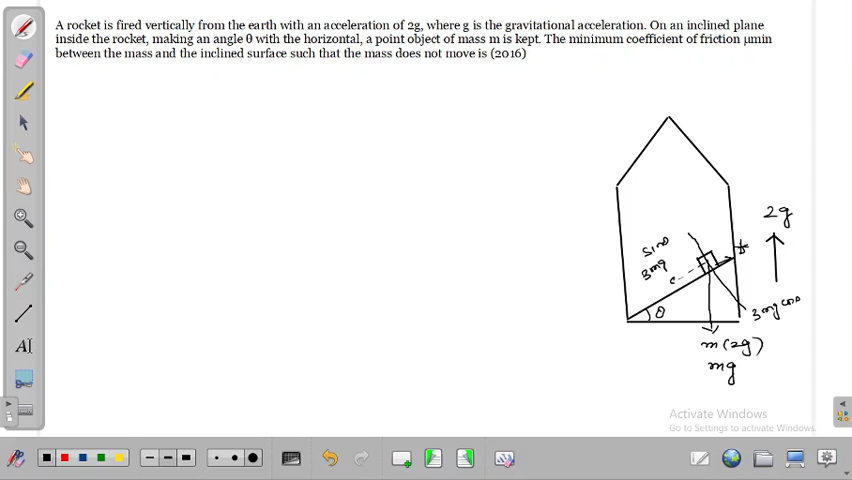 A rocket is fired vertically from the earth with an acceleration of 2g, where g is the gravitational acceleration. On an inclined plane
inside the rocket, making an angle θ with the horizontal, a point object of mass m is kept. The minimum coefficient of friction μmin
between the mass and the inclined surface such that the mass does not move is (2016)
2g
sinθ
3mg
θ
3mg cosθ
m(2g)
mg
Activate Windows
Go to Settings to activate Windows.
AI